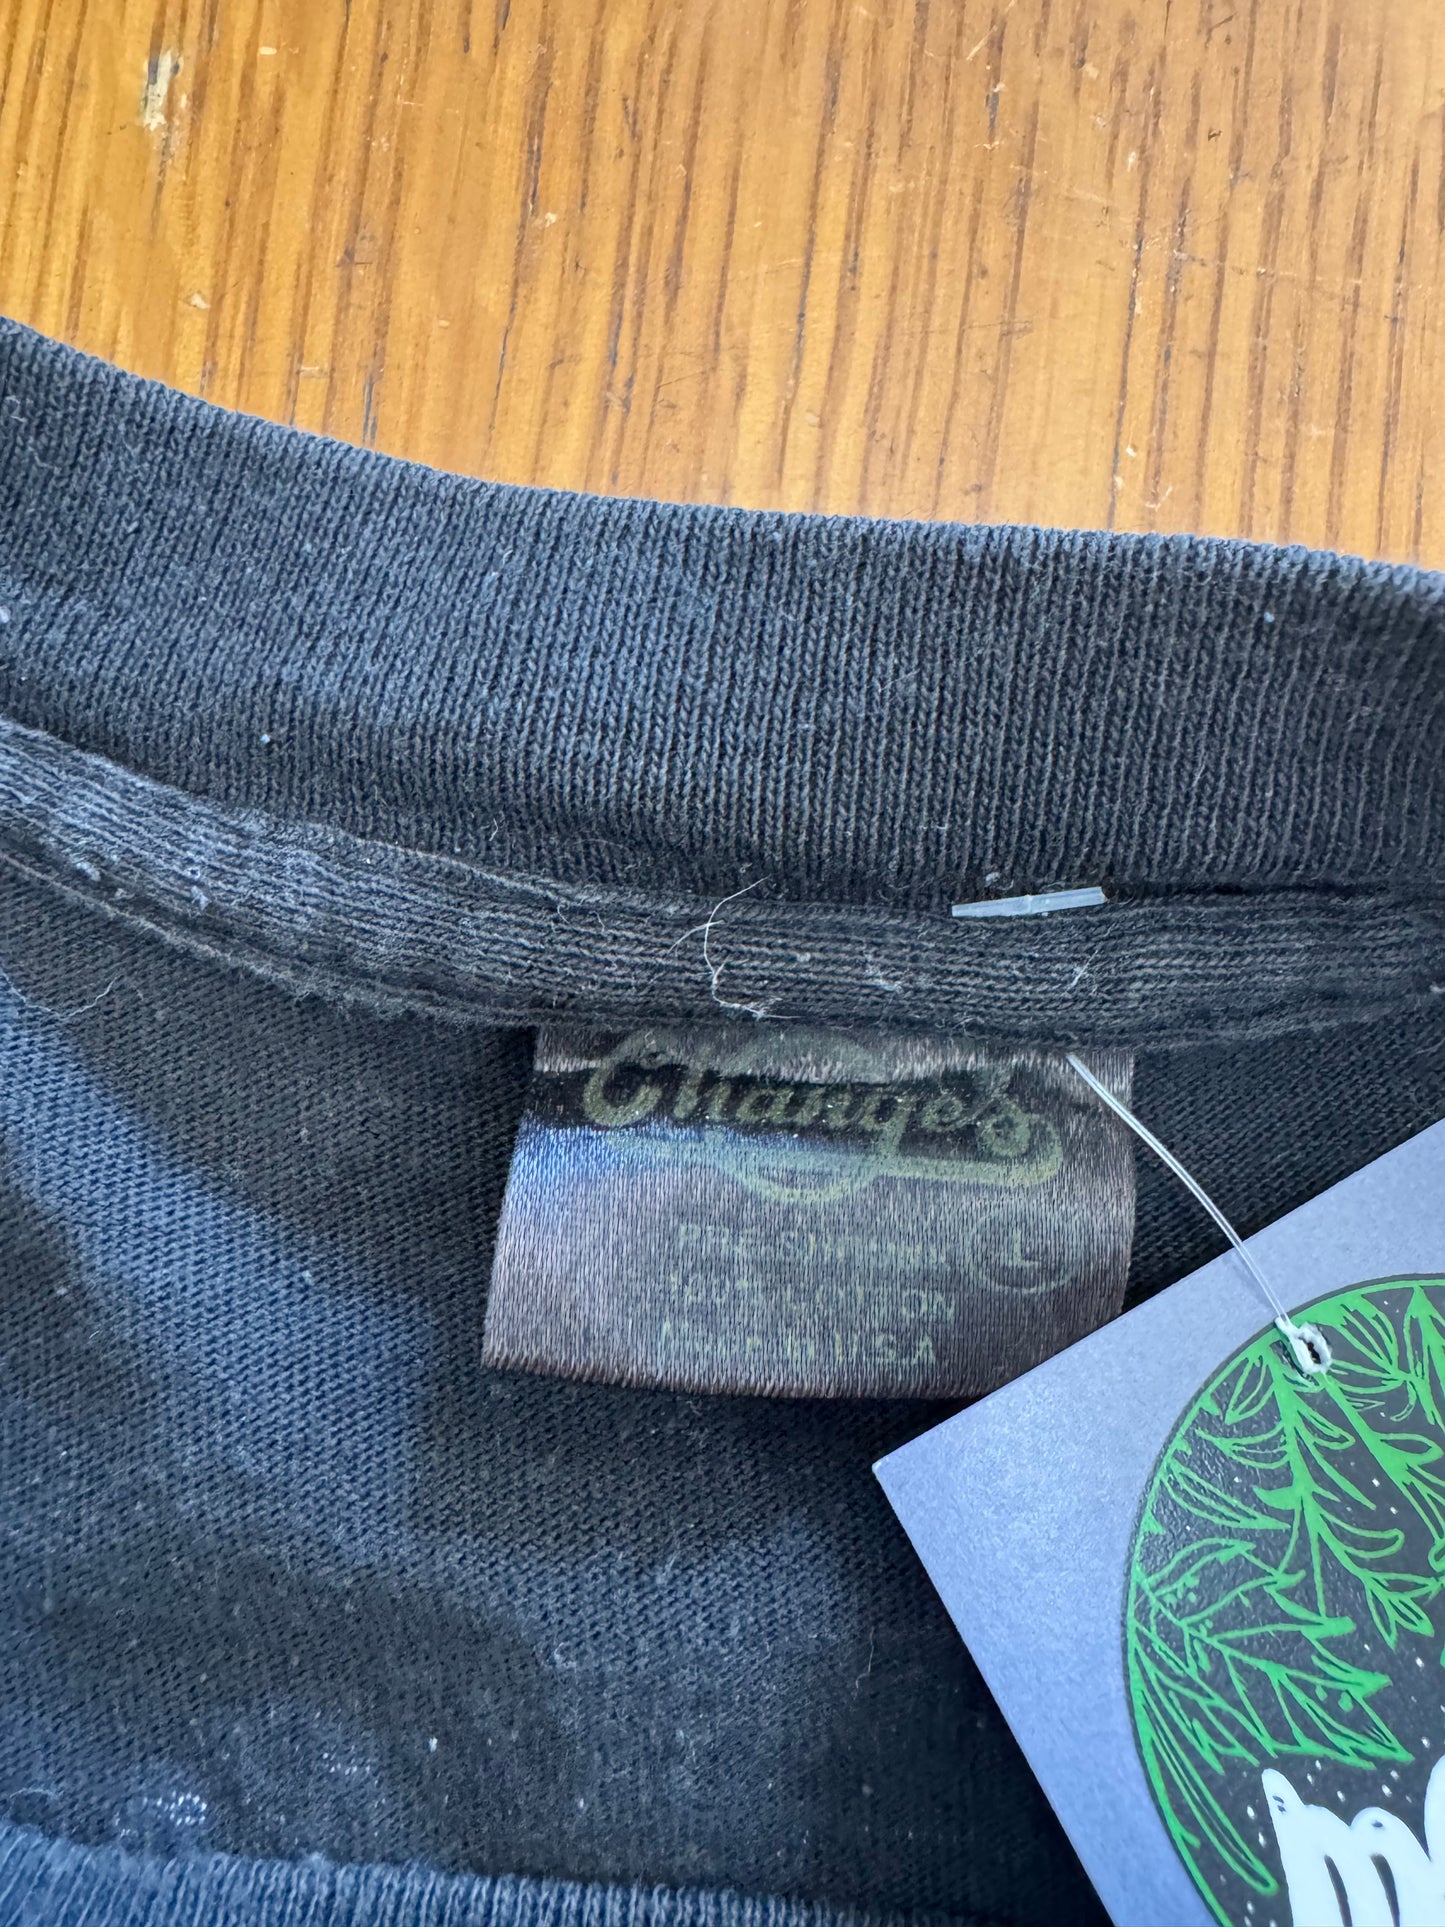 Changes
PRE-SHRUNK L
100% COTTON
Made in U.S.A